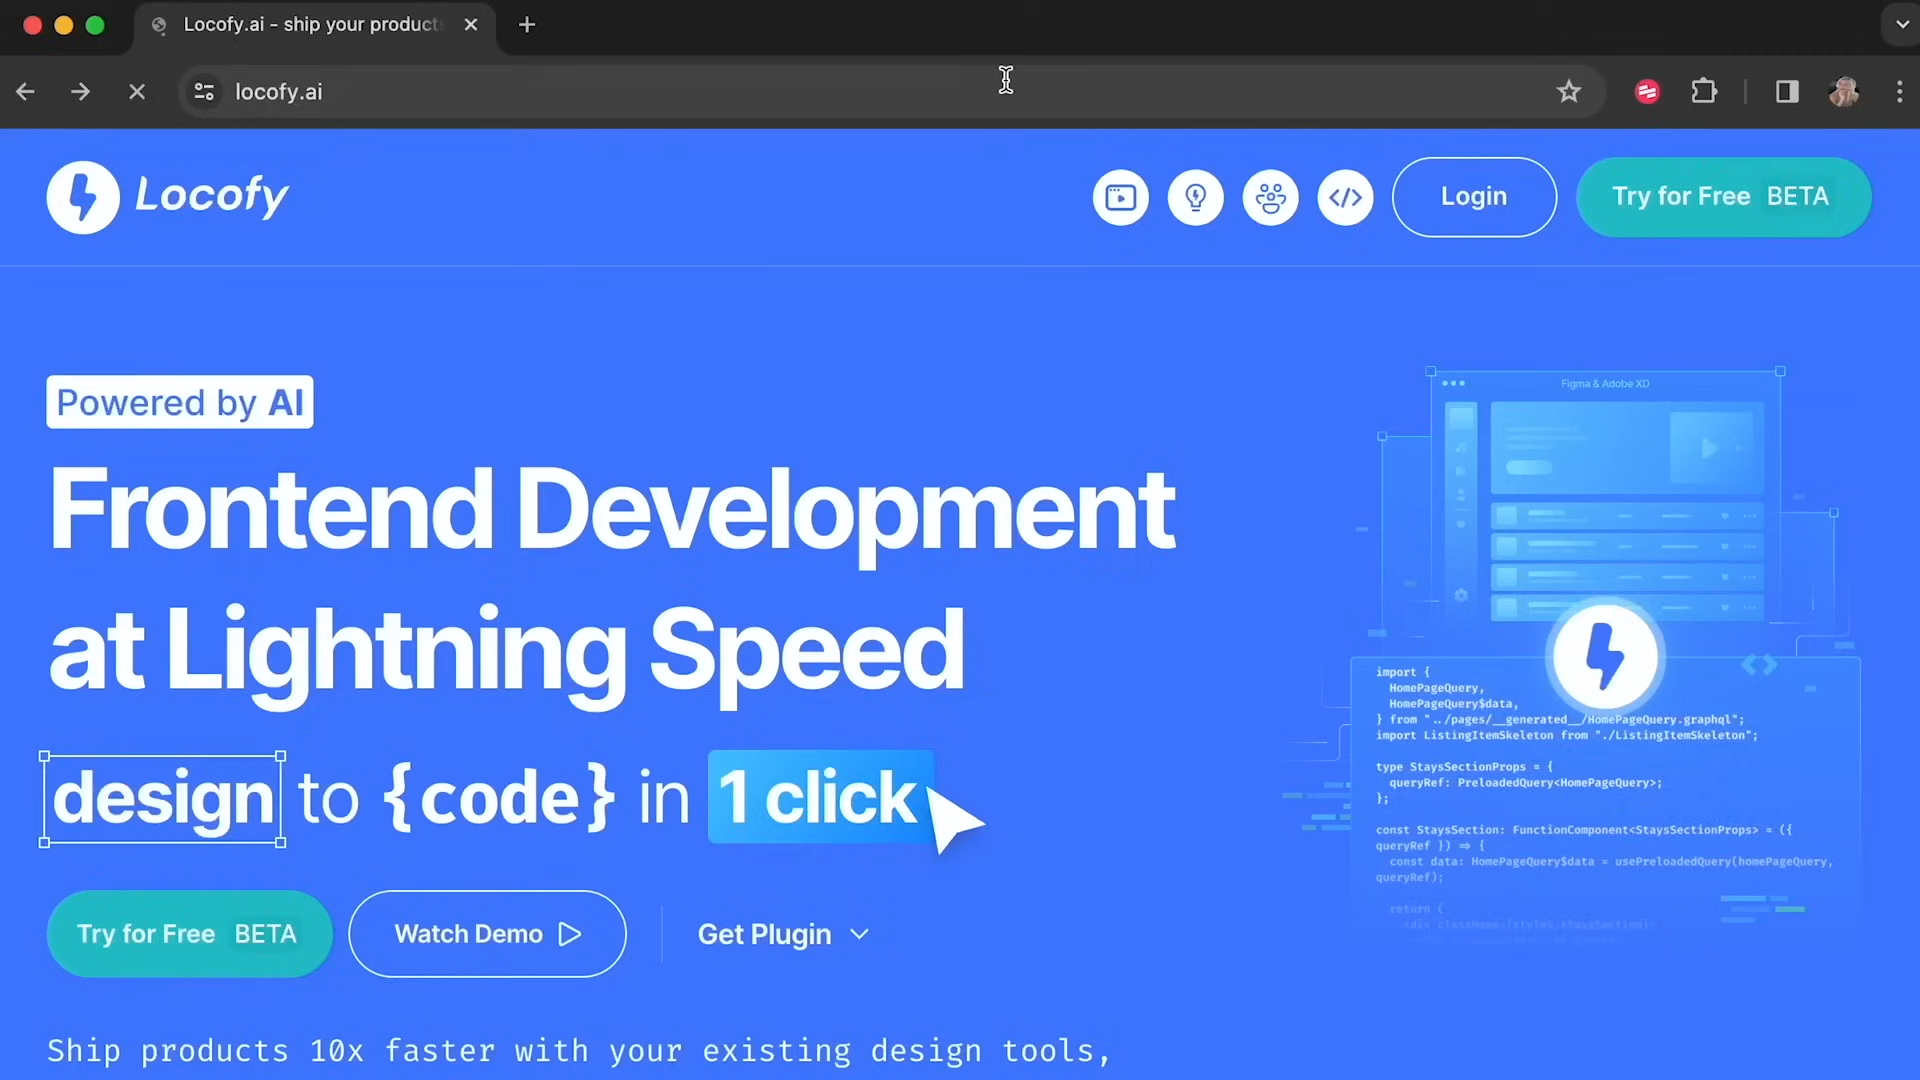 Locofy.ai - ship your product
locofy.ai
Locofy
Login
Try for Free BETA
Powered by AI
Frontend Development
at Lightning Speed
design to {code} in 1 click
Try for Free BETA
Watch Demo
Get Plugin
Ship products 10x faster with your existing design tools,
Figma & Adobe XD
import {
HomePageQuery,
HomePageQuery$data,
} from "../pages/__generated__/HomePageQuery.graphql";
import ListingItemSkeleton from "./ListingItemSkeleton";
type StaysSectionProps = {
queryRef: PreloadedQuery<HomePageQuery>;
};
const StaysSection: FunctionComponent<StaysSectionProps> = ({
queryRef }) => {
const data: HomePageQuery$data = usePreloadedQuery(homePageQuery,
queryRef);
return (
<div className={styles.staysSection}>